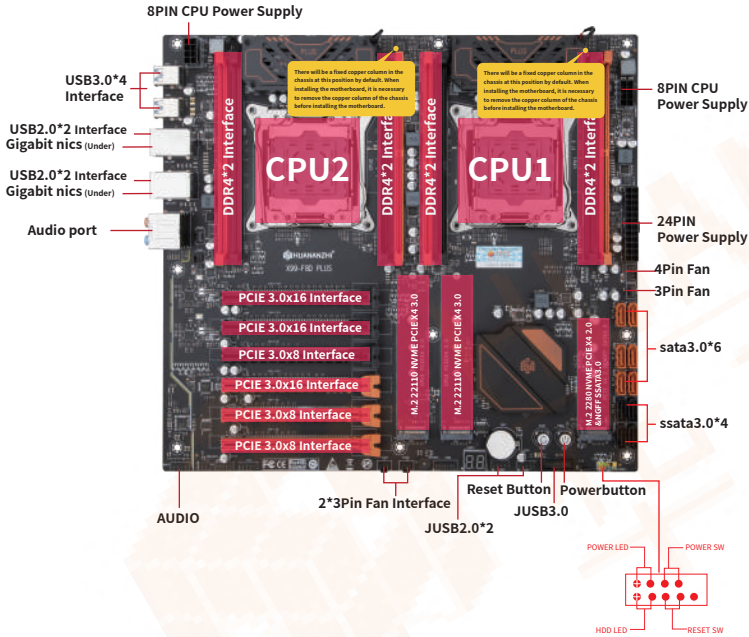 8PIN CPU Power Supply
There will be a fixed copper column in the
chassis at this position by default. When
installing the motherboard, it is necessary
to remove the copper column of the chassis
before installing the motherboard.
There will be a fixed copper column in the
chassis at this position by default. When
installing the motherboard, it is necessary
to remove the copper column of the chassis
before installing the motherboard.
PLUS
PLUS
USB3.0*4
Interface
8PIN CPU
Power Supply
USB2.0*2 Interface
Gigabit nics (Under)
USB2.0*2 Interface
Gigabit nics (Under)
Audio port
DDR4*2 Interface
CPU2
DDR4*2 Interface
DDR4*2 Interface
CPU1
DDR4*2 Interface
24PIN
Power Supply
4Pin Fan
3Pin Fan
HUANANZHI
X99-F8D PLUS
PCIE 3.0x16 Interface
PCIE 3.0x16 Interface
PCIE 3.0x8 Interface
PCIE 3.0x16 Interface
PCIE 3.0x8 Interface
PCIE 3.0x8 Interface
M.2 22110 NVME PCIE X4 3.0
M.2 22110 NVME PCIE X4 3.0
M.2 2280 NVME PCIE X4 2.0
&NGFF SSATA3.0
sata3.0*6
ssata3.0*4
AUDIO
2*3Pin Fan Interface
JUSB2.0*2
Reset Button
JUSB3.0
Powerbutton
POWER LED
POWER SW
HDD LED
RESET SW